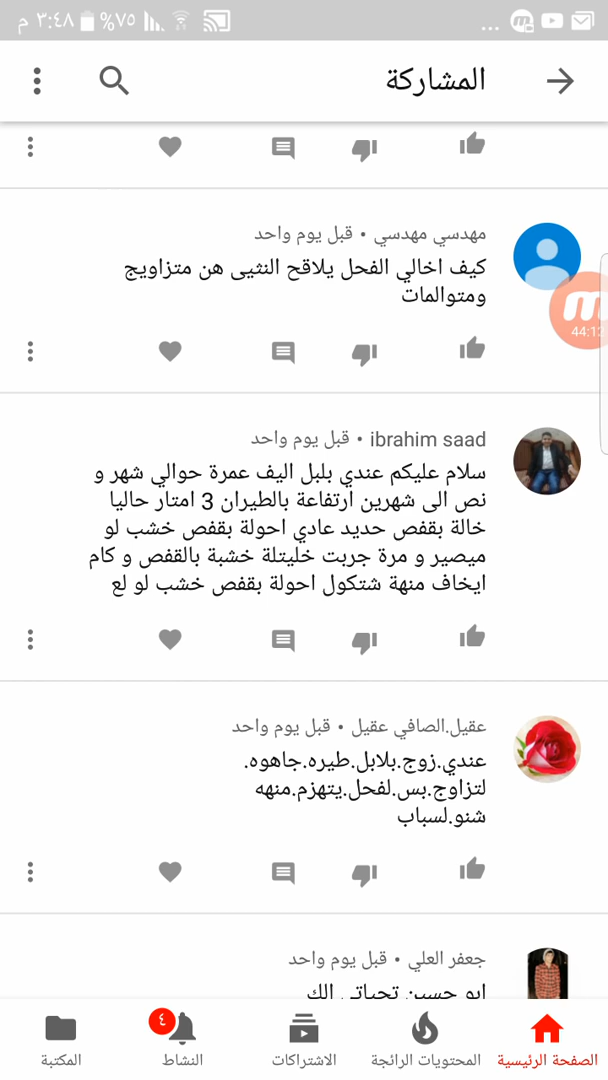 ٣:٤٨ م
%٧٥
...
المشاركة
مهدسي مهدسي • قبل يوم واحد
كيف اخالي الفحل يلاقح النثيى هن متزاويج
ومتوالمات
44:12
ibrahim saad • قبل يوم واحد
سلام عليكم عندي بلبل اليف عمرة حوالي شهر و
نص الى شهرين ارتفاعة بالطيران 3 امتار حاليا
خالة بقفص حديد عادي احولة بقفص خشب لو
ميصير و مرة جربت خليتلة خشبة بالقفص و كام
ايخاف منهة شتكول احولة بقفص خشب لو لع
عقيل.الصافي عقيل • قبل يوم واحد
عندي.زوج.بلابل.طيره.جاهوه.
لتزاوج.بس.لفحل.يتهزم.منهه
شنو.لسباب
جعفر العلي • قبل يوم واحد
ابو حسين تحياتي الك
٤
الصفحة الرئيسية
المحتويات الرائجة
الاشتراكات
النشاط
المكتبة